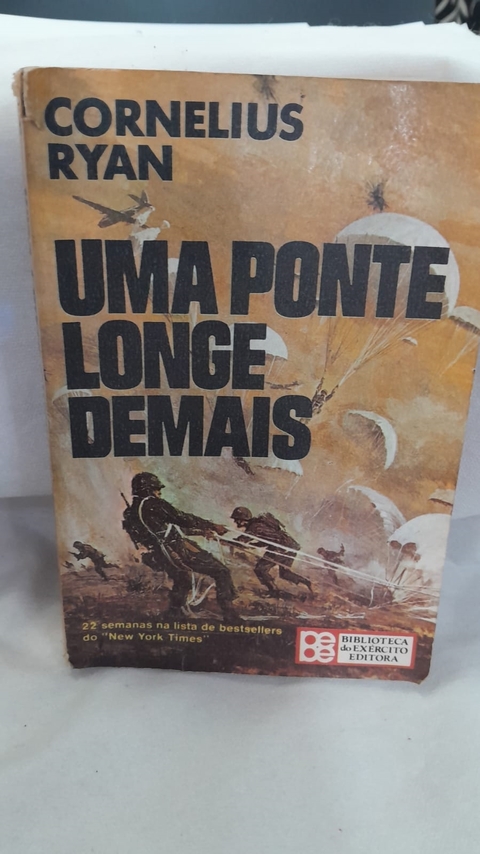 CORNELIUS
RYAN
UMA PONTE
LONGE
DEMAIS
22 semanas na lista de bestsellers
do "New York Times"
BIBLIOTECA
do EXÉRCITO
EDITORA